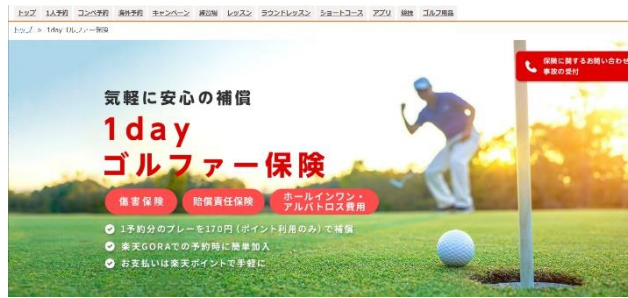 トップ 1人予約 コンペ予約 海外予約 キャンペーン 練習場 レッスン ラウンドレッスン ショートコース アプリ 競技 ゴルフ用品
トップ » 1day ゴルファー保険
保険に関するお問い合わせ
事故の受付
気軽に安心の補償
1day
ゴルファー保険
傷害保険
賠償責任保険
ホールインワン・
アルバトロス費用
1予約分のプレーを170円（ポイント利用のみ）で補償
楽天GORAでの予約時に簡単加入
お支払いは楽天ポイントで手軽に